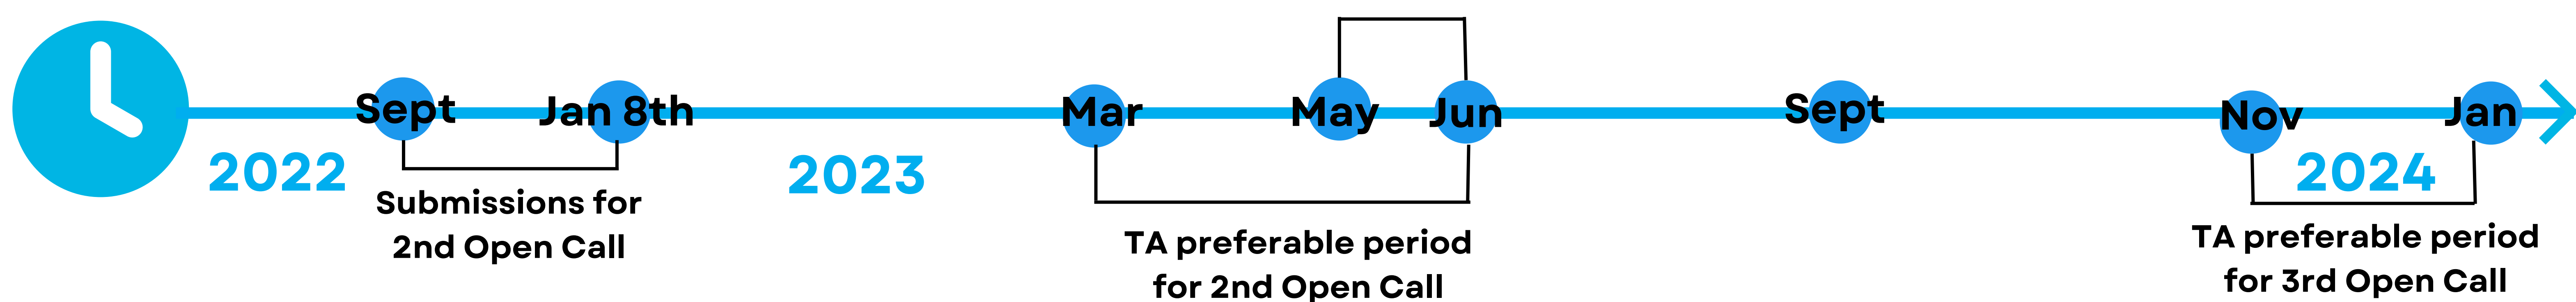 Sept
Jan 8th
Mar
May
Jun
Sept
Nov
Jan
2022
2023
2024
Submissions for
2nd Open Call
TA preferable period
for 2nd Open Call
TA preferable period
for 3rd Open Call